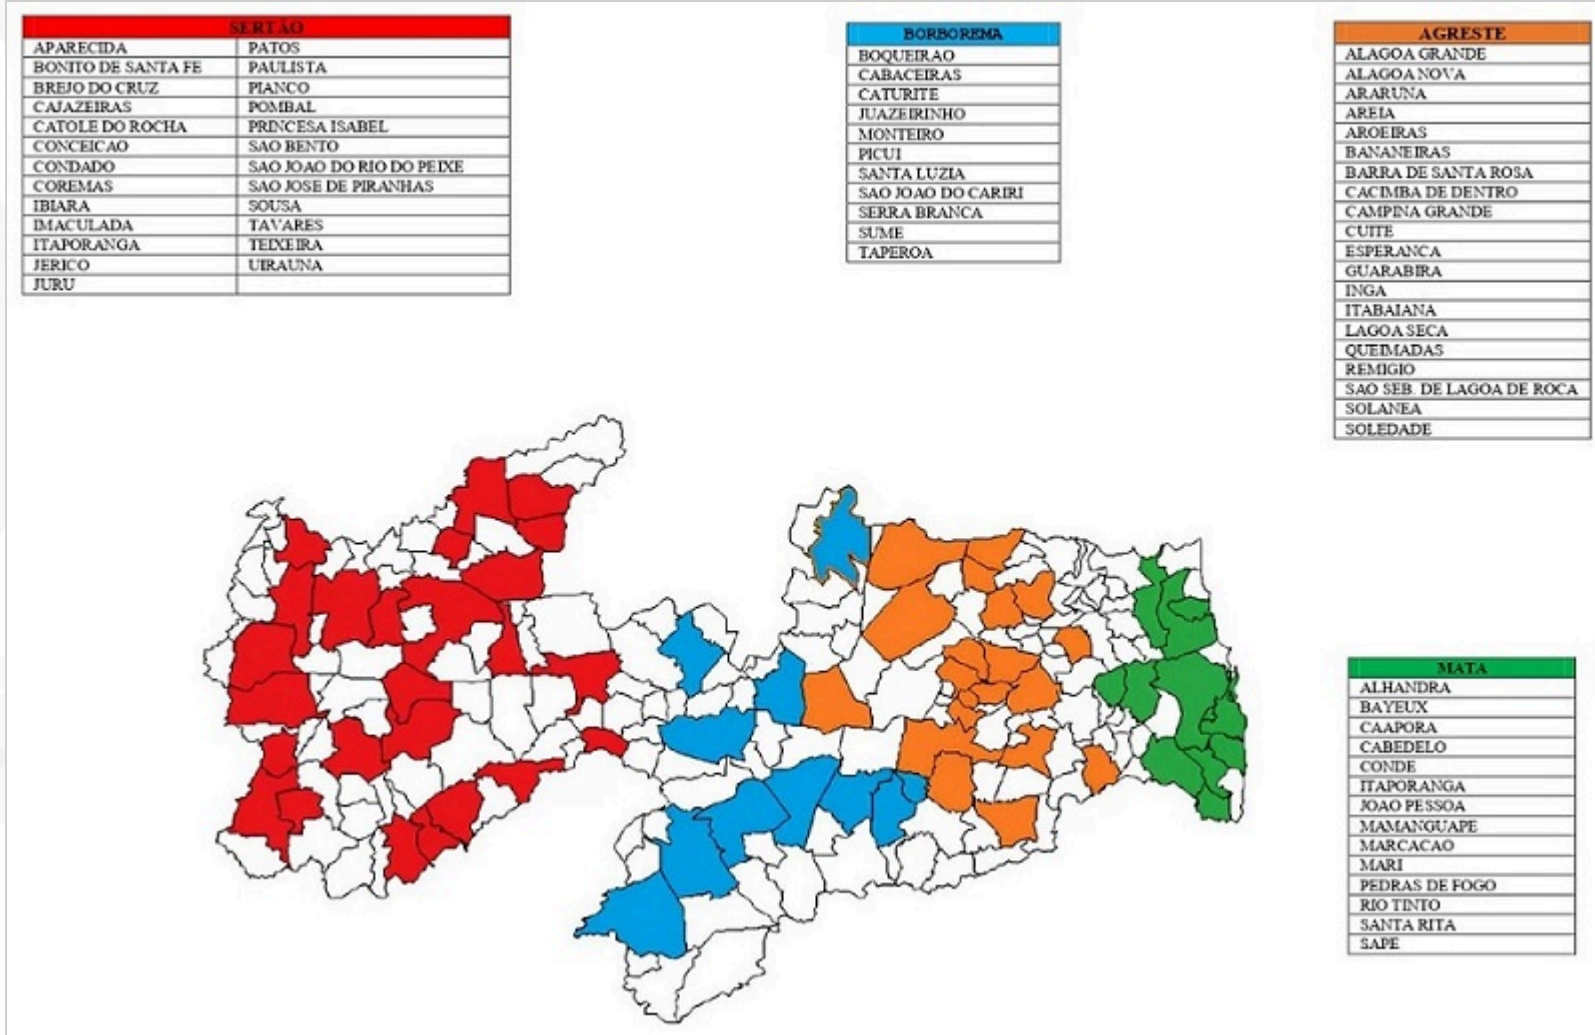 SERTÃO
APARECIDA PATOS
BONITO DE SANTA FE PAULISTA
BREJO DO CRUZ PIANCO
CAJAZEIRAS POMBAL
CATOLE DO ROCHA PRINCESA ISABEL
CONCEICAO SAO BENTO
CONDADO SAO JOAO DO RIO DO PEIXE
COREMAS SAO JOSE DE PIRANHAS
IBIARA SOUSA
IMACULADA TAVARES
ITAPORANGA TEIXEIRA
JERICO UIRAUNA
JURU
BORBOREMA
BOQUEIRAO
CABACEIRAS
CATURITE
JUAZEIRINHO
MONTEIRO
PICUI
SANTA LUZIA
SAO JOAO DO CARIRI
SERRA BRANCA
SUME
TAPEROA
AGRESTE
ALAGOA GRANDE
ALAGOA NOVA
ARARUNA
AREIA
AROEIRAS
BANANEIRAS
BARRA DE SANTA ROSA
CACIMBA DE DENTRO
CAMPINA GRANDE
CUITE
ESPERANCA
GUARABIRA
INGA
ITABAIANA
LAGOA SECA
QUEIMADAS
REMIGIO
SAO SEB. DE LAGOA DE ROCA
SOLANEA
SOLEDADE
MATA
ALHANDRA
BAYEUX
CAAPORA
CABEDELO
CONDE
ITAPORANGA
JOAO PESSOA
MAMANGUAPE
MARCACAO
MARI
PEDRAS DE FOGO
RIO TINTO
SANTA RITA
SAPE